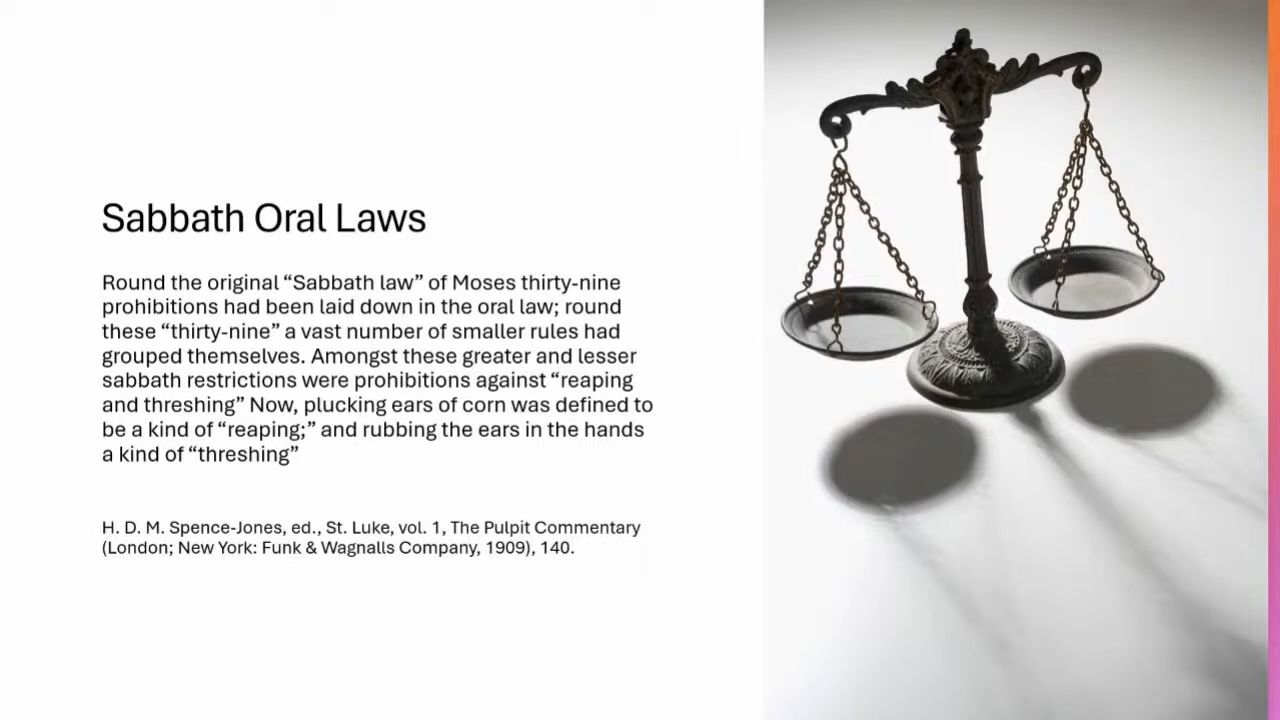 Sabbath Oral Laws
Round the original “Sabbath law” of Moses thirty-nine
prohibitions had been laid down in the oral law; round
these “thirty-nine” a vast number of smaller rules had
grouped themselves. Amongst these greater and lesser
sabbath restrictions were prohibitions against “reaping
and threshing” Now, plucking ears of corn was defined to
be a kind of “reaping;” and rubbing the ears in the hands
a kind of “threshing”
H. D. M. Spence-Jones, ed., St. Luke, vol. 1, The Pulpit Commentary
(London; New York: Funk & Wagnalls Company, 1909), 140.